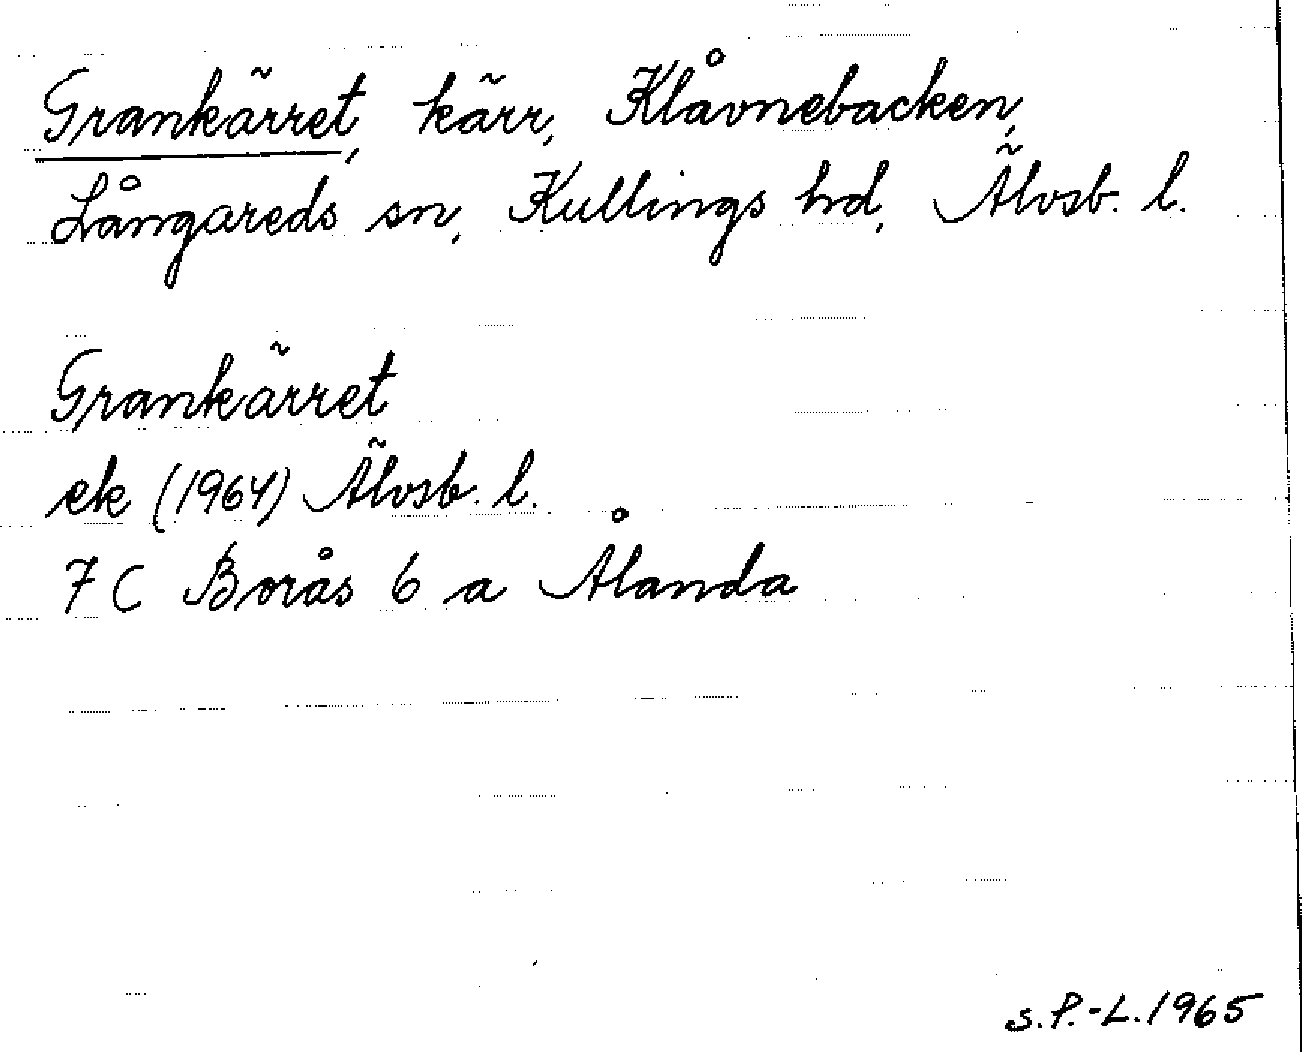 Grankärret, kärr, Klåvnebacken,
Långareds sn, Kullings hd, Älvsb. l.
Grankärret
ek (1964) Älvsb. l.
7 C Borås 6 a Ålanda
S.P.-L. 1965